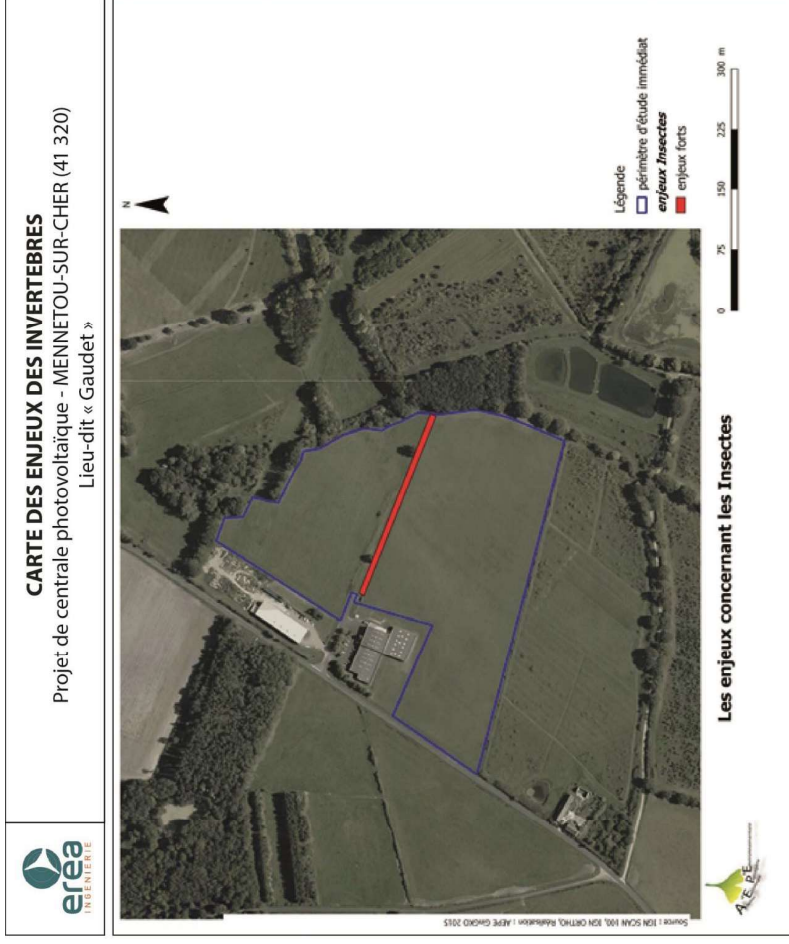 CARTE DES ENJEUX DES INVERTEBRES
Projet de centrale photovoltaïque - MENNETOU-SUR-CHER (41 320)
Lieu-dit « Gaudet »
erea
INGENIERIE
N
Légende
périmètre d'étude immédiat
enjeux Insectes
enjeux forts
0 75 150 225 300 m
Les enjeux concernant les Insectes
A.E.P.E
Source : IGN SCAN 100, IGN ORTHO, Réalisation : AEPE GinGKO 2015